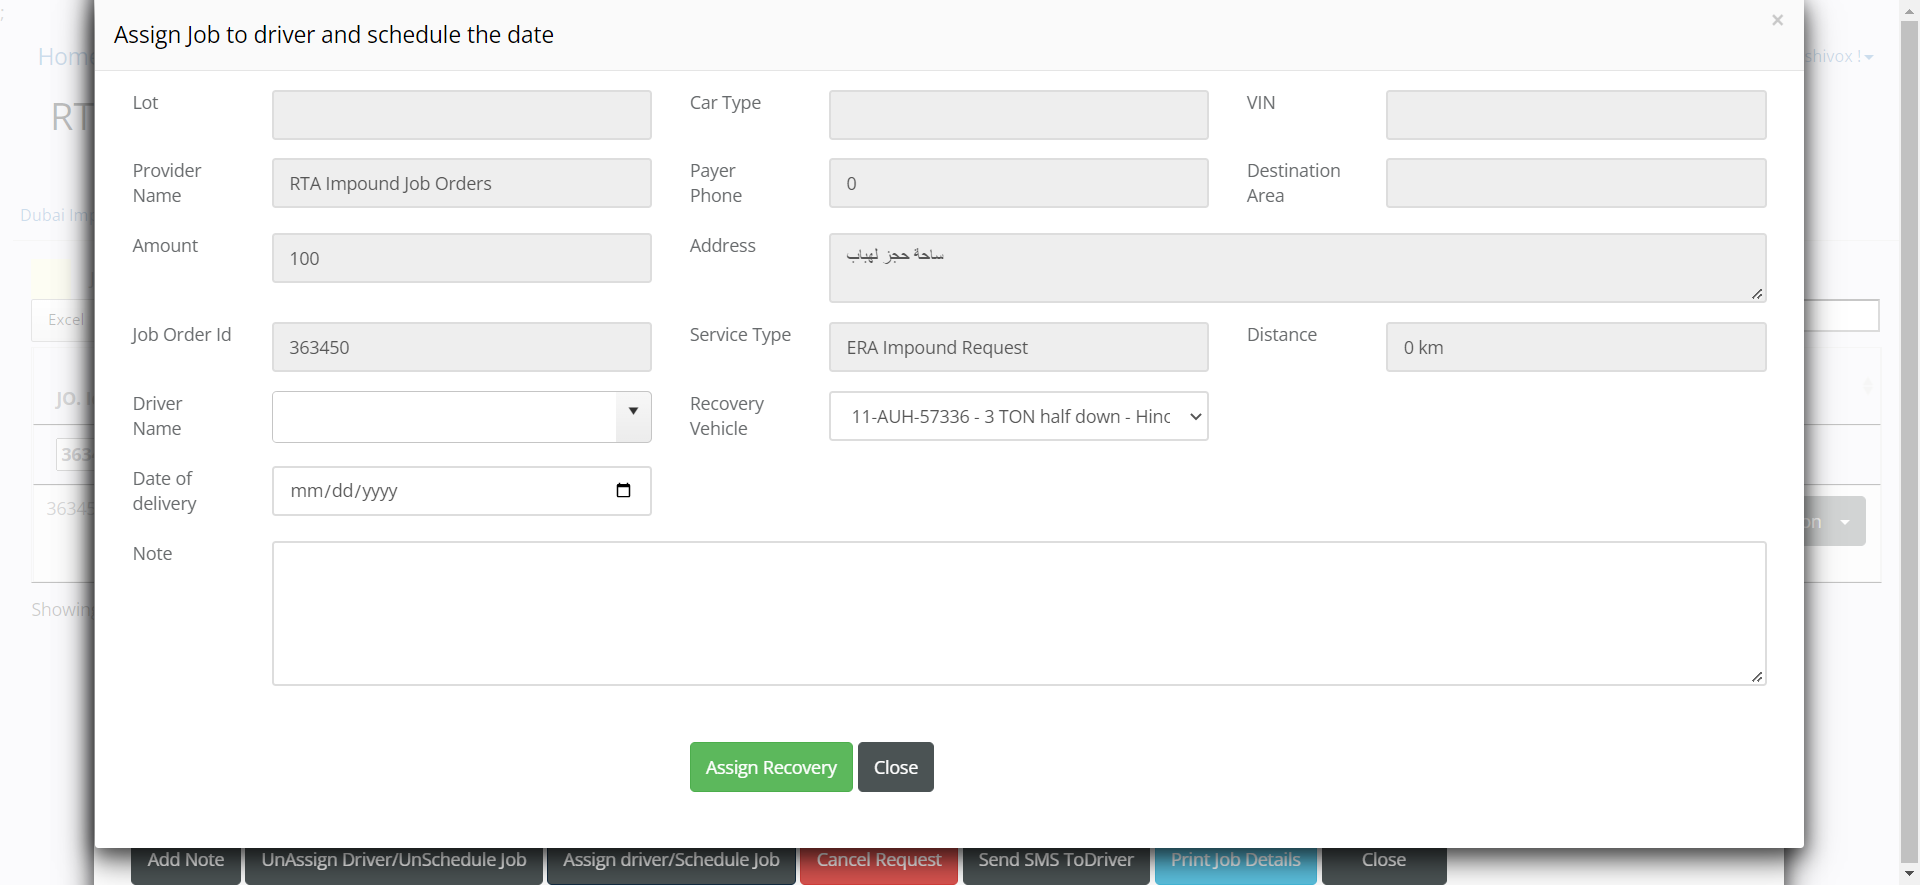 ;
Assign Job to driver and schedule the date
×
Home
shivox !
RT
Lot
Car Type
VIN
Provider Name
RTA Impound Job Orders
Payer Phone
0
Destination Area
Dubai Im
Amount
100
Address
ساحة حجز لهباب
Excel
Job Order Id
363450
Service Type
ERA Impound Request
Distance
0 km
JO.
Driver Name
Recovery Vehicle
11-AUH-57336 - 3 TON half down - Hinc
363
Date of delivery
mm/dd/yyyy
36345
on
Note
Showing
Assign Recovery
Close
Add Note
UnAssign Driver/UnSchedule Job
Assign driver/Schedule Job
Cancel Request
Send SMS ToDriver
Print Job Details
Close